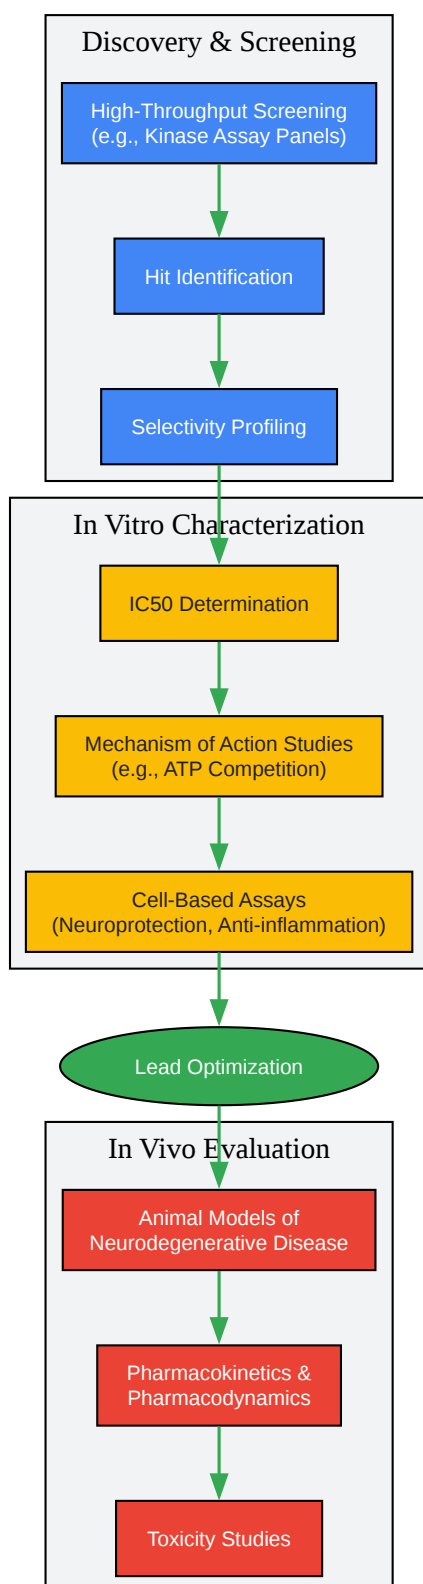 Discovery & Screening
High-Throughput Screening
(e.g., Kinase Assay Panels)
Hit Identification
Selectivity Profiling
In Vitro Characterization
IC50 Determination
Mechanism of Action Studies
(e.g., ATP Competition)
Cell-Based Assays
(Neuroprotection, Anti-inflammation)
Lead Optimization
In Vivo Evaluation
Animal Models of
Neurodegenerative Disease
Pharmacokinetics &
Pharmacodynamics
Toxicity Studies